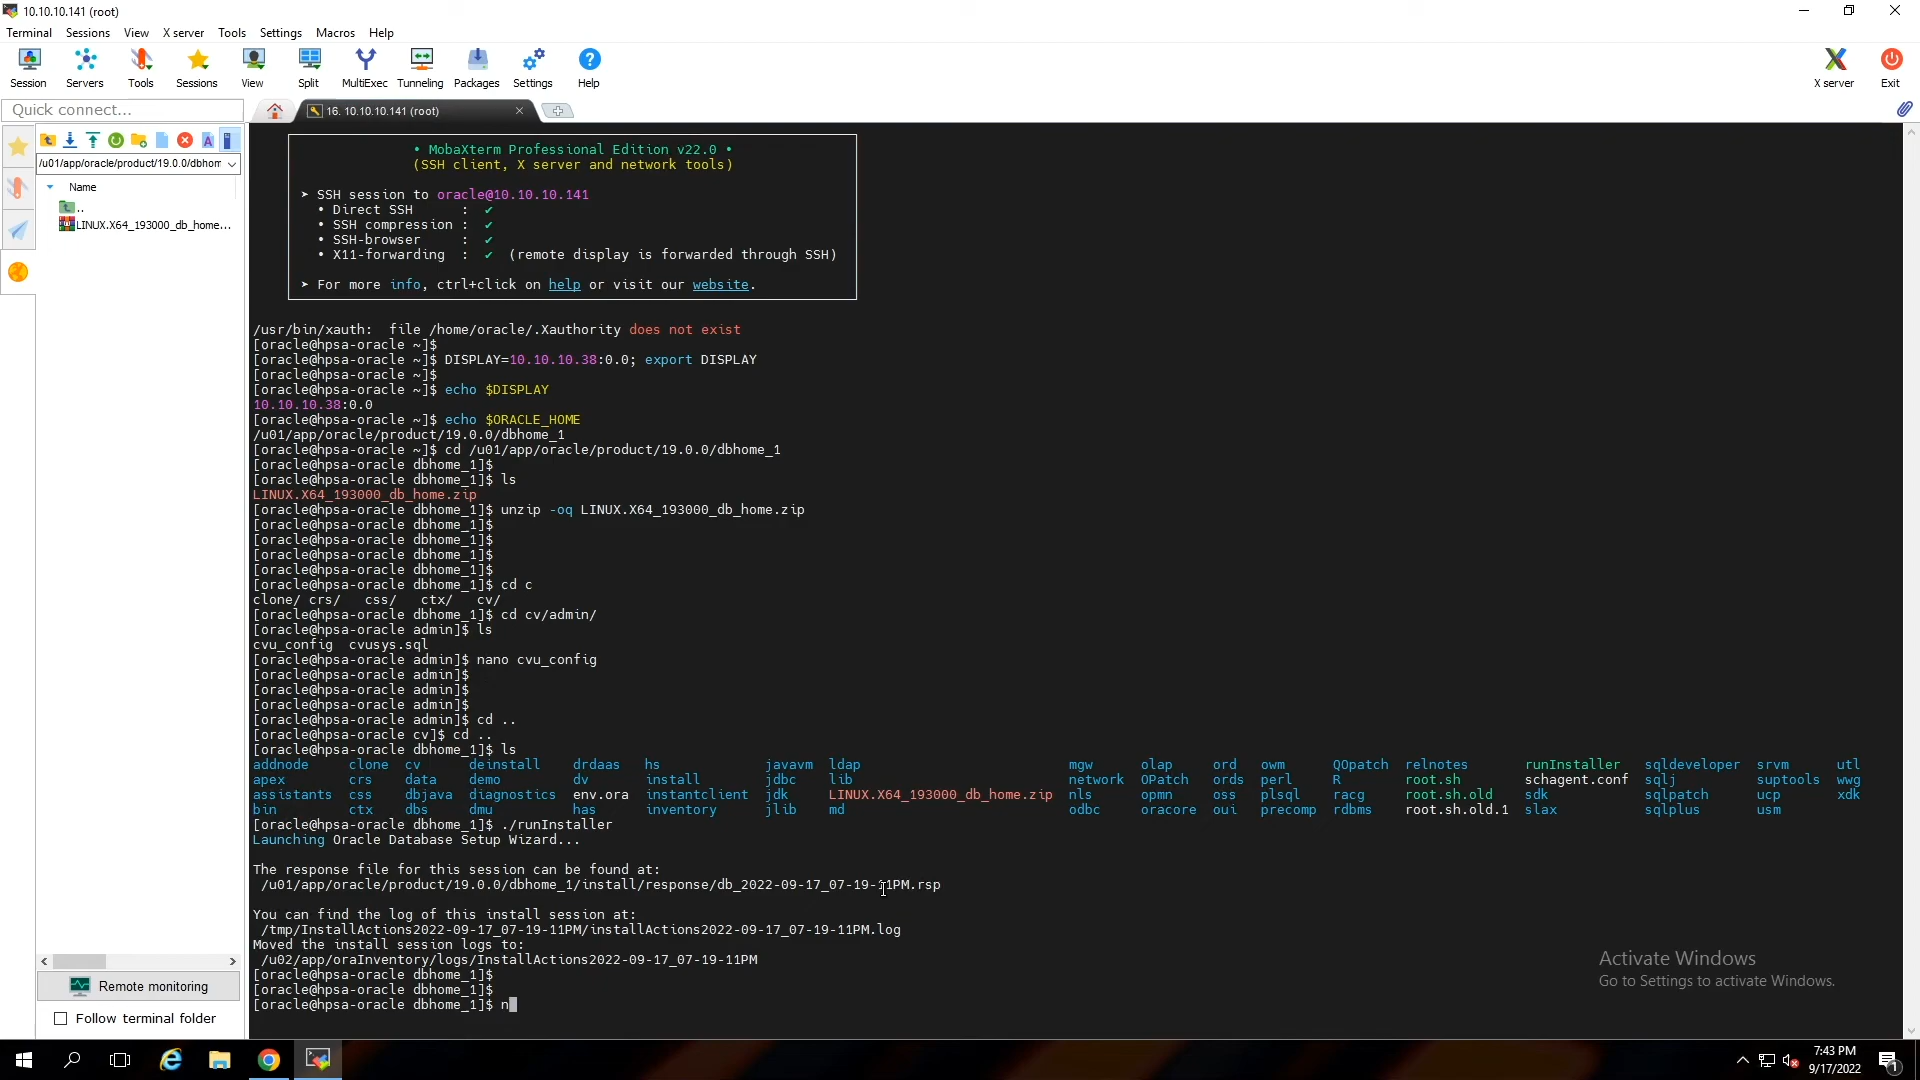 10.10.10.141 (root)
Terminal Sessions View X server Tools Settings Macros Help
Session Servers Tools Sessions View Split MultiExec Tunneling Packages Settings Help X server Exit
Quick connect...
16. 10.10.10.141 (root)
/u01/app/oracle/product/19.0.0/dbhom
Name
..
LINUX.X64_193000_db_home...
• MobaXterm Professional Edition v22.0 •
(SSH client, X server and network tools)
➤ SSH session to oracle@10.10.10.141
• Direct SSH : ✔
• SSH compression : ✔
• SSH-browser : ✔
• X11-forwarding : ✔ (remote display is forwarded through SSH)
➤ For more info, ctrl+click on help or visit our website.
/usr/bin/xauth: file /home/oracle/.Xauthority does not exist
[oracle@hpsa-oracle ~]$
[oracle@hpsa-oracle ~]$ DISPLAY=10.10.10.38:0.0; export DISPLAY
[oracle@hpsa-oracle ~]$
[oracle@hpsa-oracle ~]$ echo $DISPLAY
10.10.10.38:0.0
[oracle@hpsa-oracle ~]$ echo $ORACLE_HOME
/u01/app/oracle/product/19.0.0/dbhome_1
[oracle@hpsa-oracle ~]$ cd /u01/app/oracle/product/19.0.0/dbhome_1
[oracle@hpsa-oracle dbhome_1]$
[oracle@hpsa-oracle dbhome_1]$ ls
LINUX.X64_193000_db_home.zip
[oracle@hpsa-oracle dbhome_1]$ unzip -oq LINUX.X64_193000_db_home.zip
[oracle@hpsa-oracle dbhome_1]$
[oracle@hpsa-oracle dbhome_1]$
[oracle@hpsa-oracle dbhome_1]$
[oracle@hpsa-oracle dbhome_1]$
[oracle@hpsa-oracle dbhome_1]$ cd c
clone/ crs/ css/ ctx/ cv/
[oracle@hpsa-oracle dbhome_1]$ cd cv/admin/
[oracle@hpsa-oracle admin]$ ls
cvu_config cvusys.sql
[oracle@hpsa-oracle admin]$ nano cvu_config
[oracle@hpsa-oracle admin]$
[oracle@hpsa-oracle admin]$
[oracle@hpsa-oracle admin]$
[oracle@hpsa-oracle admin]$ cd ..
[oracle@hpsa-oracle cv]$ cd ..
[oracle@hpsa-oracle dbhome_1]$ ls
addnode clone cv deinstall drdaas hs javavm ldap mgw olap ord owm QOpatch relnotes runInstaller sqldeveloper srvm utl
apex crs data demo dv install jdbc lib network OPatch ords perl R root.sh schagent.conf sqlj suptools wwg
assistants css dbjava diagnostics env.ora instantclient jdk LINUX.X64_193000_db_home.zip nls opmn oss plsql racg root.sh.old sdk sqlpatch ucp xdk
bin ctx dbs dmu has inventory jlib md odbc oracore oui precomp rdbms root.sh.old.1 slax sqlplus usm
[oracle@hpsa-oracle dbhome_1]$ ./runInstaller
Launching Oracle Database Setup Wizard...
The response file for this session can be found at:
/u01/app/oracle/product/19.0.0/dbhome_1/install/response/db_2022-09-17_07-19-11PM.rsp
You can find the log of this install session at:
/tmp/InstallActions2022-09-17_07-19-11PM/installActions2022-09-17_07-19-11PM.log
Moved the install session logs to:
/u02/app/oraInventory/logs/InstallActions2022-09-17_07-19-11PM
[oracle@hpsa-oracle dbhome_1]$
[oracle@hpsa-oracle dbhome_1]$
[oracle@hpsa-oracle dbhome_1]$ n
Remote monitoring
Follow terminal folder
Activate Windows
Go to Settings to activate Windows.
7:43 PM
9/17/2022
1